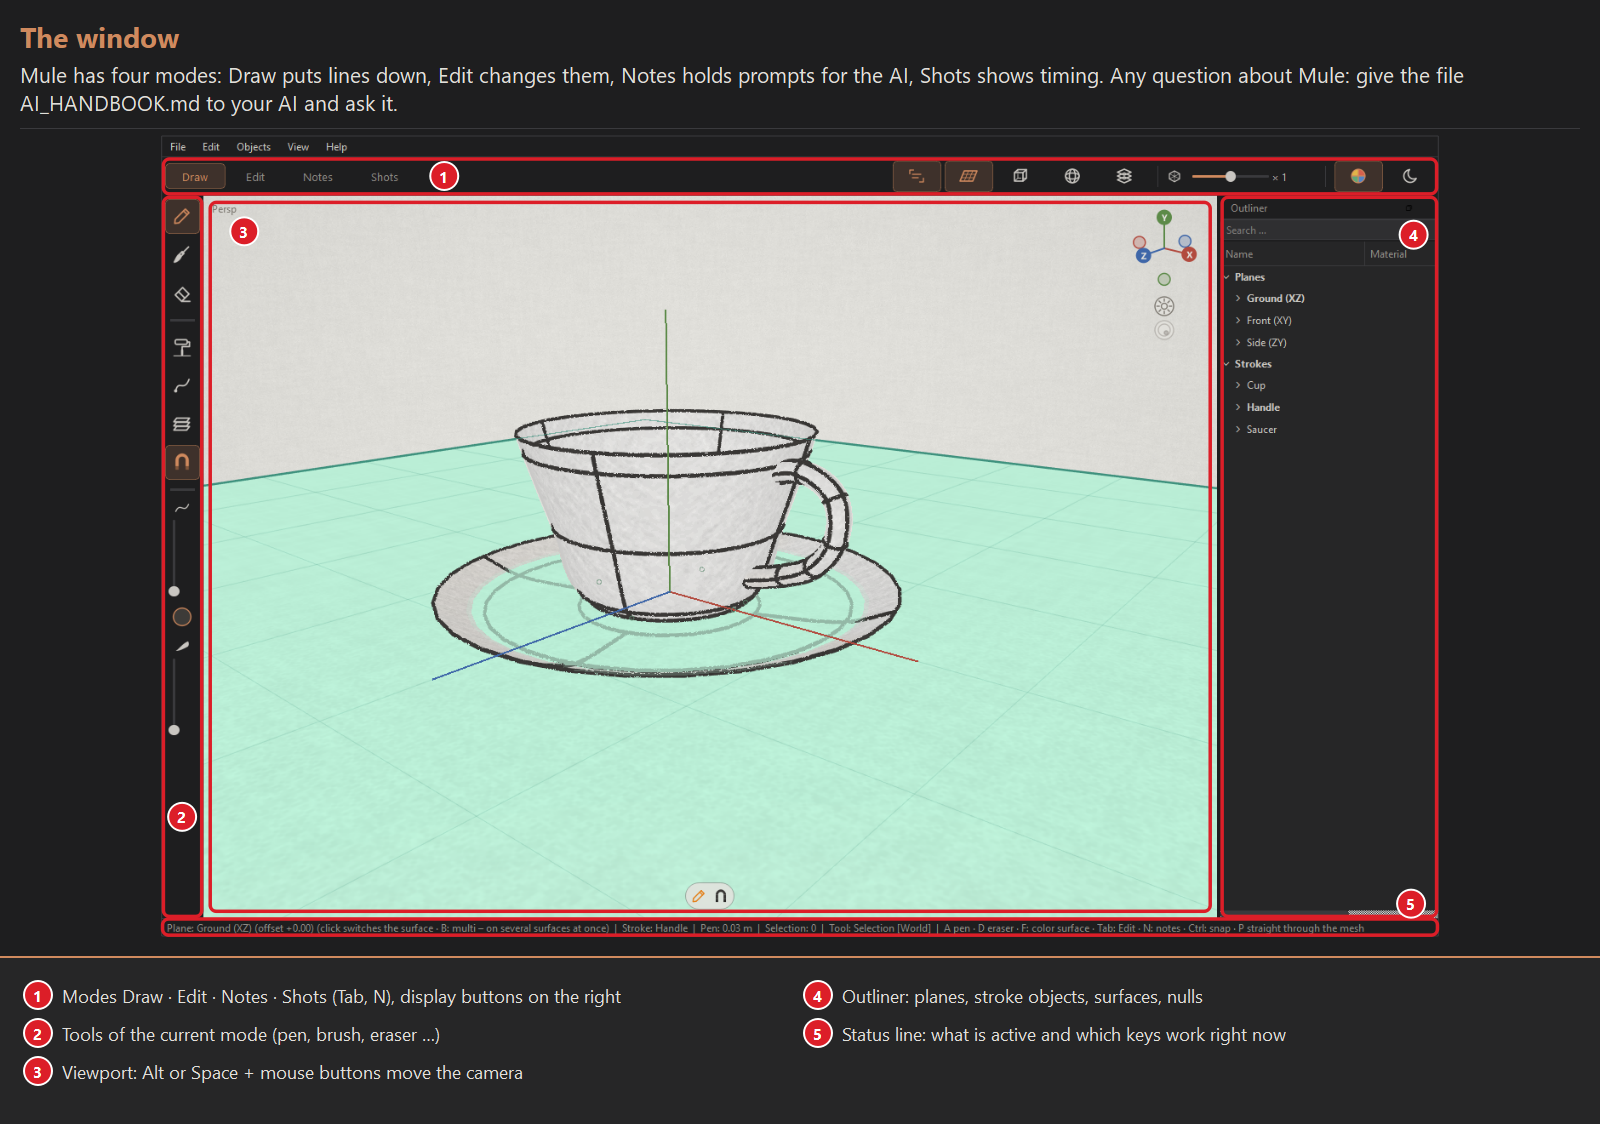 The window
Mule has four modes: Draw puts lines down, Edit changes them, Notes holds prompts for the AI, Shots shows timing. Any question about Mule: give the file
AI_HANDBOOK.md to your AI and ask it.
File Edit Objects View Help
Draw Edit Notes Shots 1 × 1
Persp
3
Y
Z X
Outliner
Search ...
4
Name Material
Planes
Ground (XZ)
Front (XY)
Side (ZY)
Strokes
Cup
Handle
Saucer
2
5
Plane: Ground (XZ) (offset +0.00) (click switches the surface · B: multi – on several surfaces at once) | Stroke: Handle | Pen: 0.03 m | Selection: 0 | Tool: Selection [World] | A pen · D eraser · F: color surface · Tab: Edit · N: notes · Ctrl: snap · P straight through the mesh
1 Modes Draw · Edit · Notes · Shots (Tab, N), display buttons on the right
2 Tools of the current mode (pen, brush, eraser ...)
3 Viewport: Alt or Space + mouse buttons move the camera
4 Outliner: planes, stroke objects, surfaces, nulls
5 Status line: what is active and which keys work right now